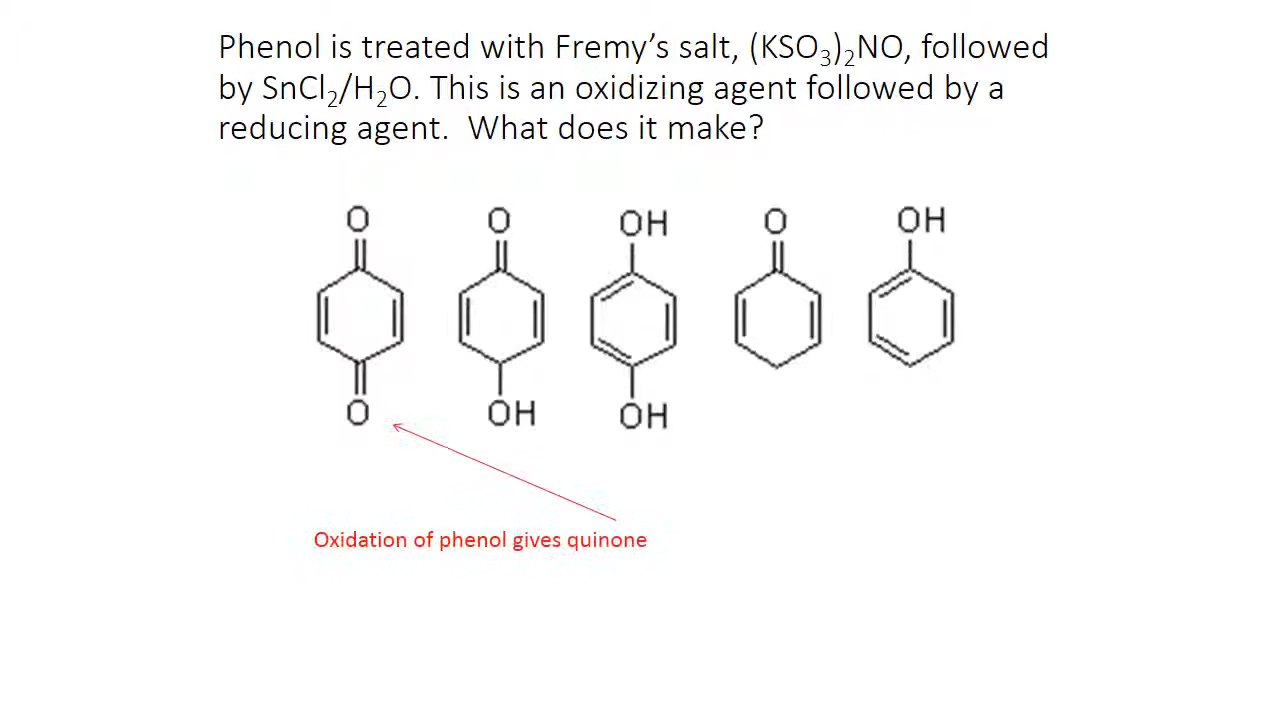 Phenol is treated with Fremy’s salt, (KSO₃)₂NO, followed
by SnCl₂/H₂O. This is an oxidizing agent followed by a
reducing agent.  What does it make?
O O OH O OH
O OH OH
Oxidation of phenol gives quinone